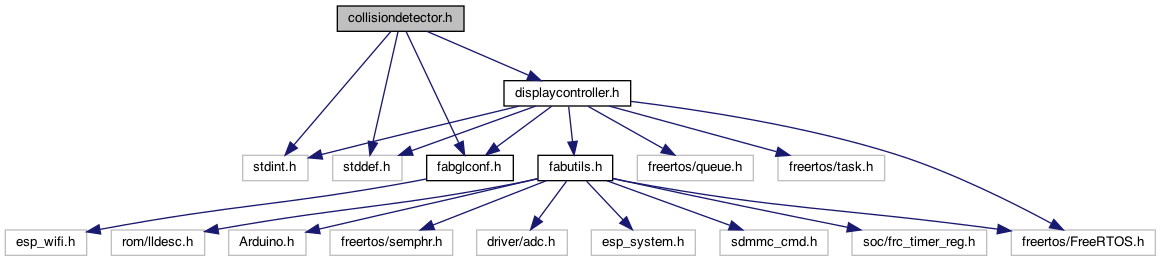 collisiondetector.h
displaycontroller.h
stdint.h
stddef.h
fabglconf.h
fabutils.h
freertos/queue.h
freertos/task.h
esp_wifi.h
rom/lldesc.h
Arduino.h
freertos/semphr.h
driver/adc.h
esp_system.h
sdmmc_cmd.h
soc/frc_timer_reg.h
freertos/FreeRTOS.h